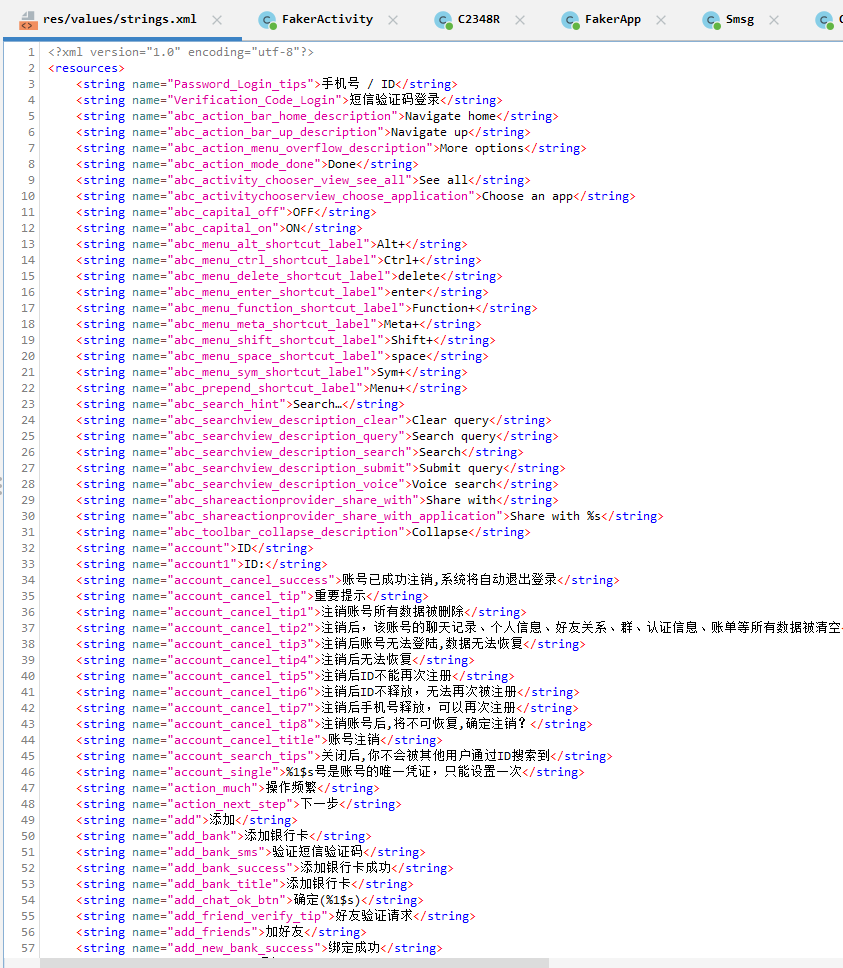 res/values/strings.xml FakerActivity C2348R FakerApp Smsg
1 <?xml version="1.0" encoding="utf-8"?>
2 <resources>
3 <string name="Password_Login_tips">手机号 / ID</string>
4 <string name="Verification_Code_Login">短信验证码登录</string>
5 <string name="abc_action_bar_home_description">Navigate home</string>
6 <string name="abc_action_bar_up_description">Navigate up</string>
7 <string name="abc_action_menu_overflow_description">More options</string>
8 <string name="abc_action_mode_done">Done</string>
9 <string name="abc_activity_chooser_view_see_all">See all</string>
10 <string name="abc_activitychooserview_choose_application">Choose an app</string>
11 <string name="abc_capital_off">OFF</string>
12 <string name="abc_capital_on">ON</string>
13 <string name="abc_menu_alt_shortcut_label">Alt+</string>
14 <string name="abc_menu_ctrl_shortcut_label">Ctrl+</string>
15 <string name="abc_menu_delete_shortcut_label">delete</string>
16 <string name="abc_menu_enter_shortcut_label">enter</string>
17 <string name="abc_menu_function_shortcut_label">Function+</string>
18 <string name="abc_menu_meta_shortcut_label">Meta+</string>
19 <string name="abc_menu_shift_shortcut_label">Shift+</string>
20 <string name="abc_menu_space_shortcut_label">space</string>
21 <string name="abc_menu_sym_shortcut_label">Sym+</string>
22 <string name="abc_prepend_shortcut_label">Menu+</string>
23 <string name="abc_search_hint">Search…</string>
24 <string name="abc_searchview_description_clear">Clear query</string>
25 <string name="abc_searchview_description_query">Search query</string>
26 <string name="abc_searchview_description_search">Search</string>
27 <string name="abc_searchview_description_submit">Submit query</string>
28 <string name="abc_searchview_description_voice">Voice search</string>
29 <string name="abc_shareactionprovider_share_with">Share with</string>
30 <string name="abc_shareactionprovider_share_with_application">Share with %s</string>
31 <string name="abc_toolbar_collapse_description">Collapse</string>
32 <string name="account">ID</string>
33 <string name="account1">ID:</string>
34 <string name="account_cancel_success">账号已成功注销,系统将自动退出登录</string>
35 <string name="account_cancel_tip">重要提示</string>
36 <string name="account_cancel_tip1">注销账号所有数据被删除</string>
37 <string name="account_cancel_tip2">注销后，该账号的聊天记录、个人信息、好友关系、群、认证信息、账单等所有数据被清空
38 <string name="account_cancel_tip3">注销后账号无法登陆,数据无法恢复</string>
39 <string name="account_cancel_tip4">注销后无法恢复</string>
40 <string name="account_cancel_tip5">注销后ID不能再次注册</string>
41 <string name="account_cancel_tip6">注销后ID不释放，无法再次被注册</string>
42 <string name="account_cancel_tip7">注销后手机号释放，可以再次注册</string>
43 <string name="account_cancel_tip8">注销账号后,将不可恢复,确定注销？</string>
44 <string name="account_cancel_title">账号注销</string>
45 <string name="account_search_tips">关闭后,你不会被其他用户通过ID搜索到</string>
46 <string name="account_single">%1$s号是账号的唯一凭证，只能设置一次</string>
47 <string name="action_much">操作频繁</string>
48 <string name="action_next_step">下一步</string>
49 <string name="add">添加</string>
50 <string name="add_bank">添加银行卡</string>
51 <string name="add_bank_sms">验证短信验证码</string>
52 <string name="add_bank_success">添加银行卡成功</string>
53 <string name="add_bank_title">添加银行卡</string>
54 <string name="add_chat_ok_btn">确定(%1$s)</string>
55 <string name="add_friend_verify_tip">好友验证请求</string>
56 <string name="add_friends">加好友</string>
57 <string name="add_new_bank_success">绑定成功</string>